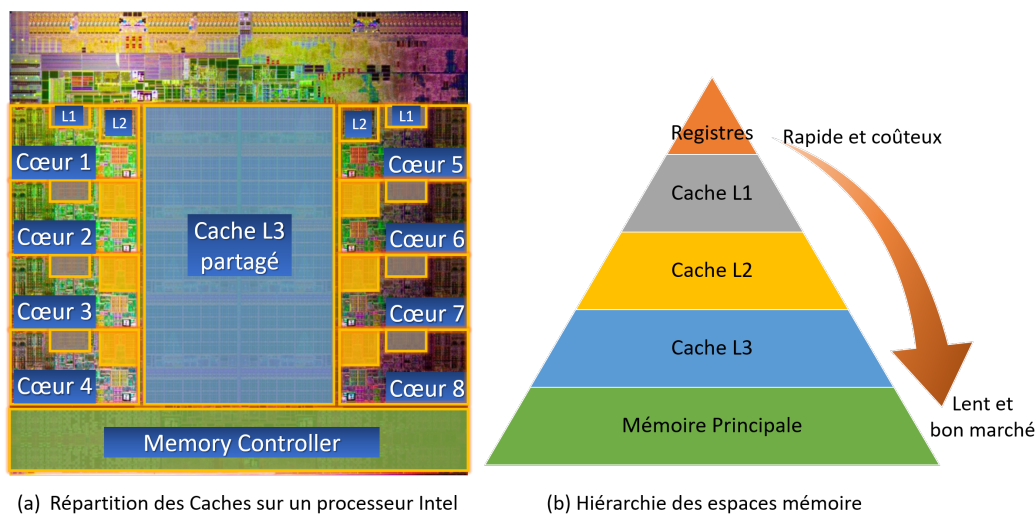 L1
L2
L2
L1
Cœur 1
Cœur 5
Cœur 2
Cœur 6
Cache L3
partagé
Cœur 3
Cœur 7
Cœur 4
Cœur 8
Memory Controller
(a) Répartition des Caches sur un processeur Intel
Registres
Rapide et coûteux
Cache L1
Cache L2
Cache L3
Mémoire Principale
Lent et
bon marché
(b) Hiérarchie des espaces mémoire